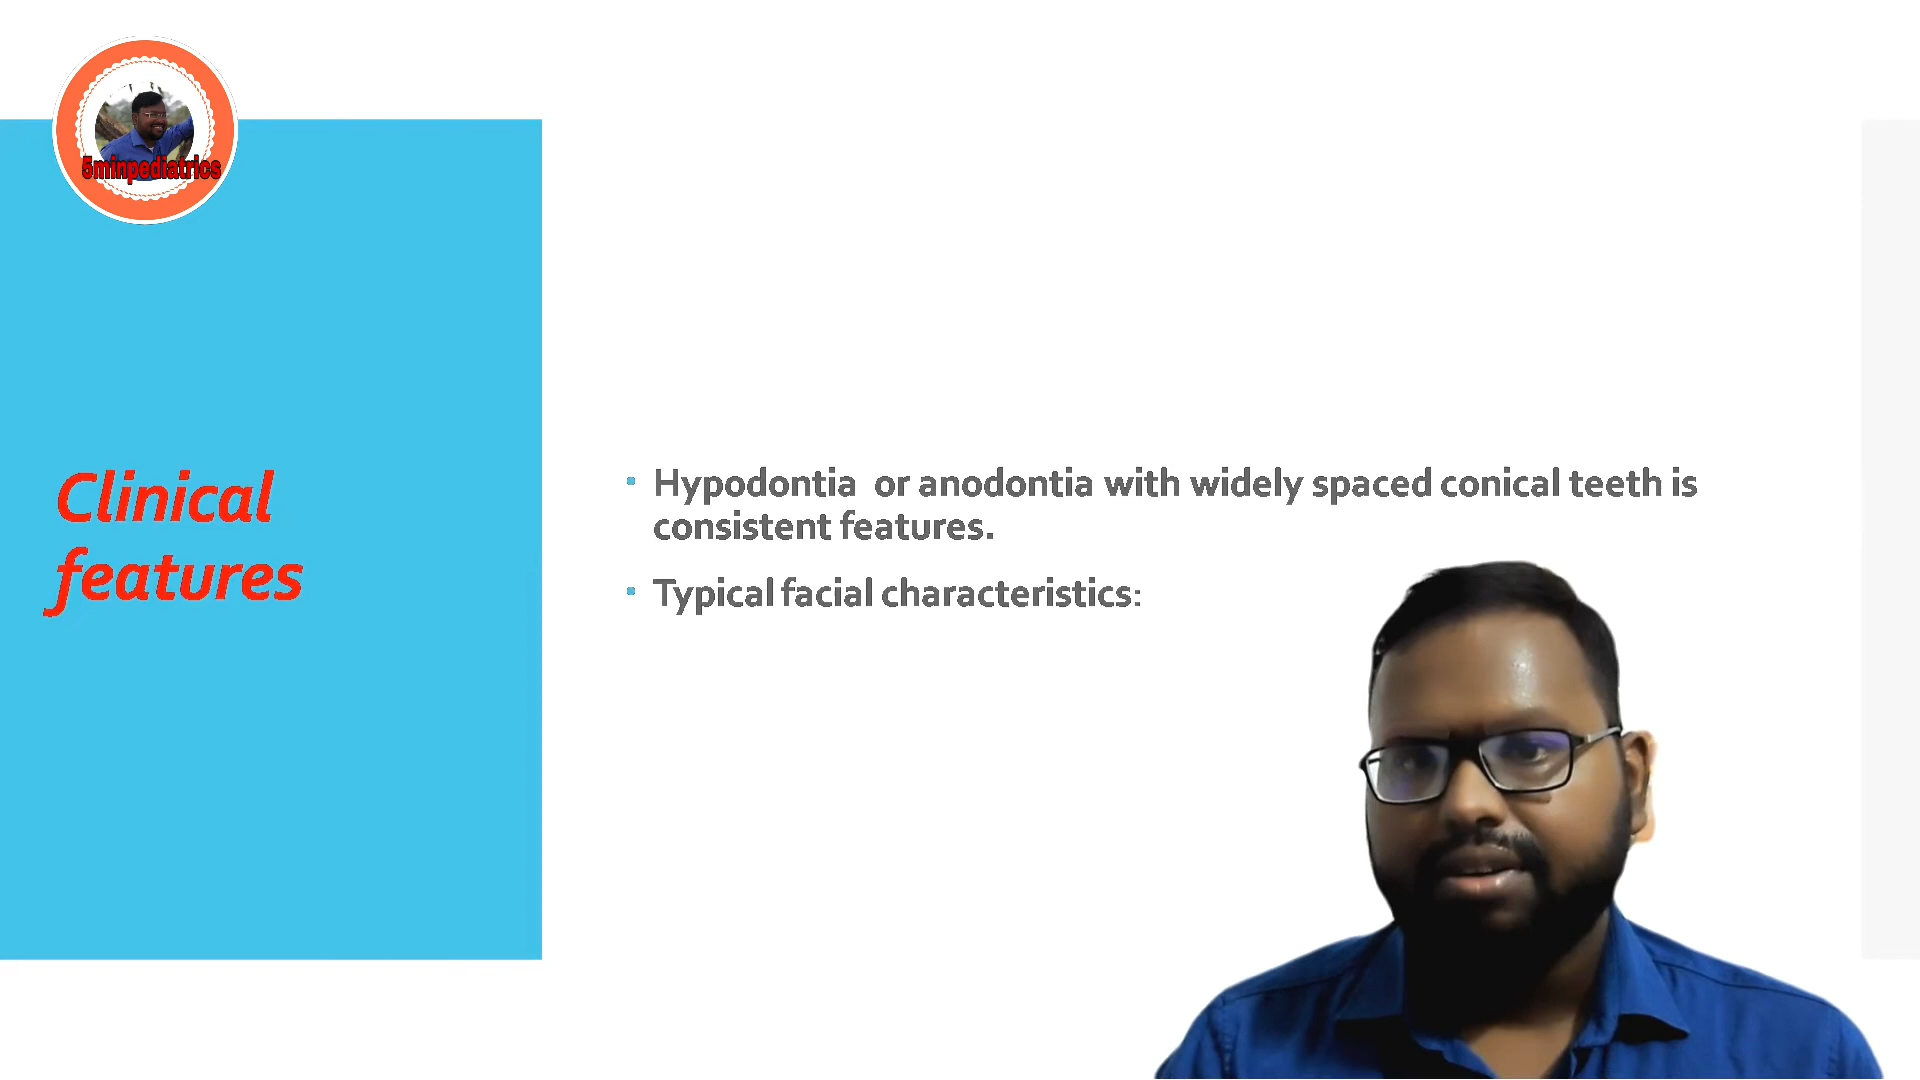 5minpediatrics
Clinical
features
Hypodontia or anodontia with widely spaced conical teeth is
consistent features.
Typical facial characteristics: